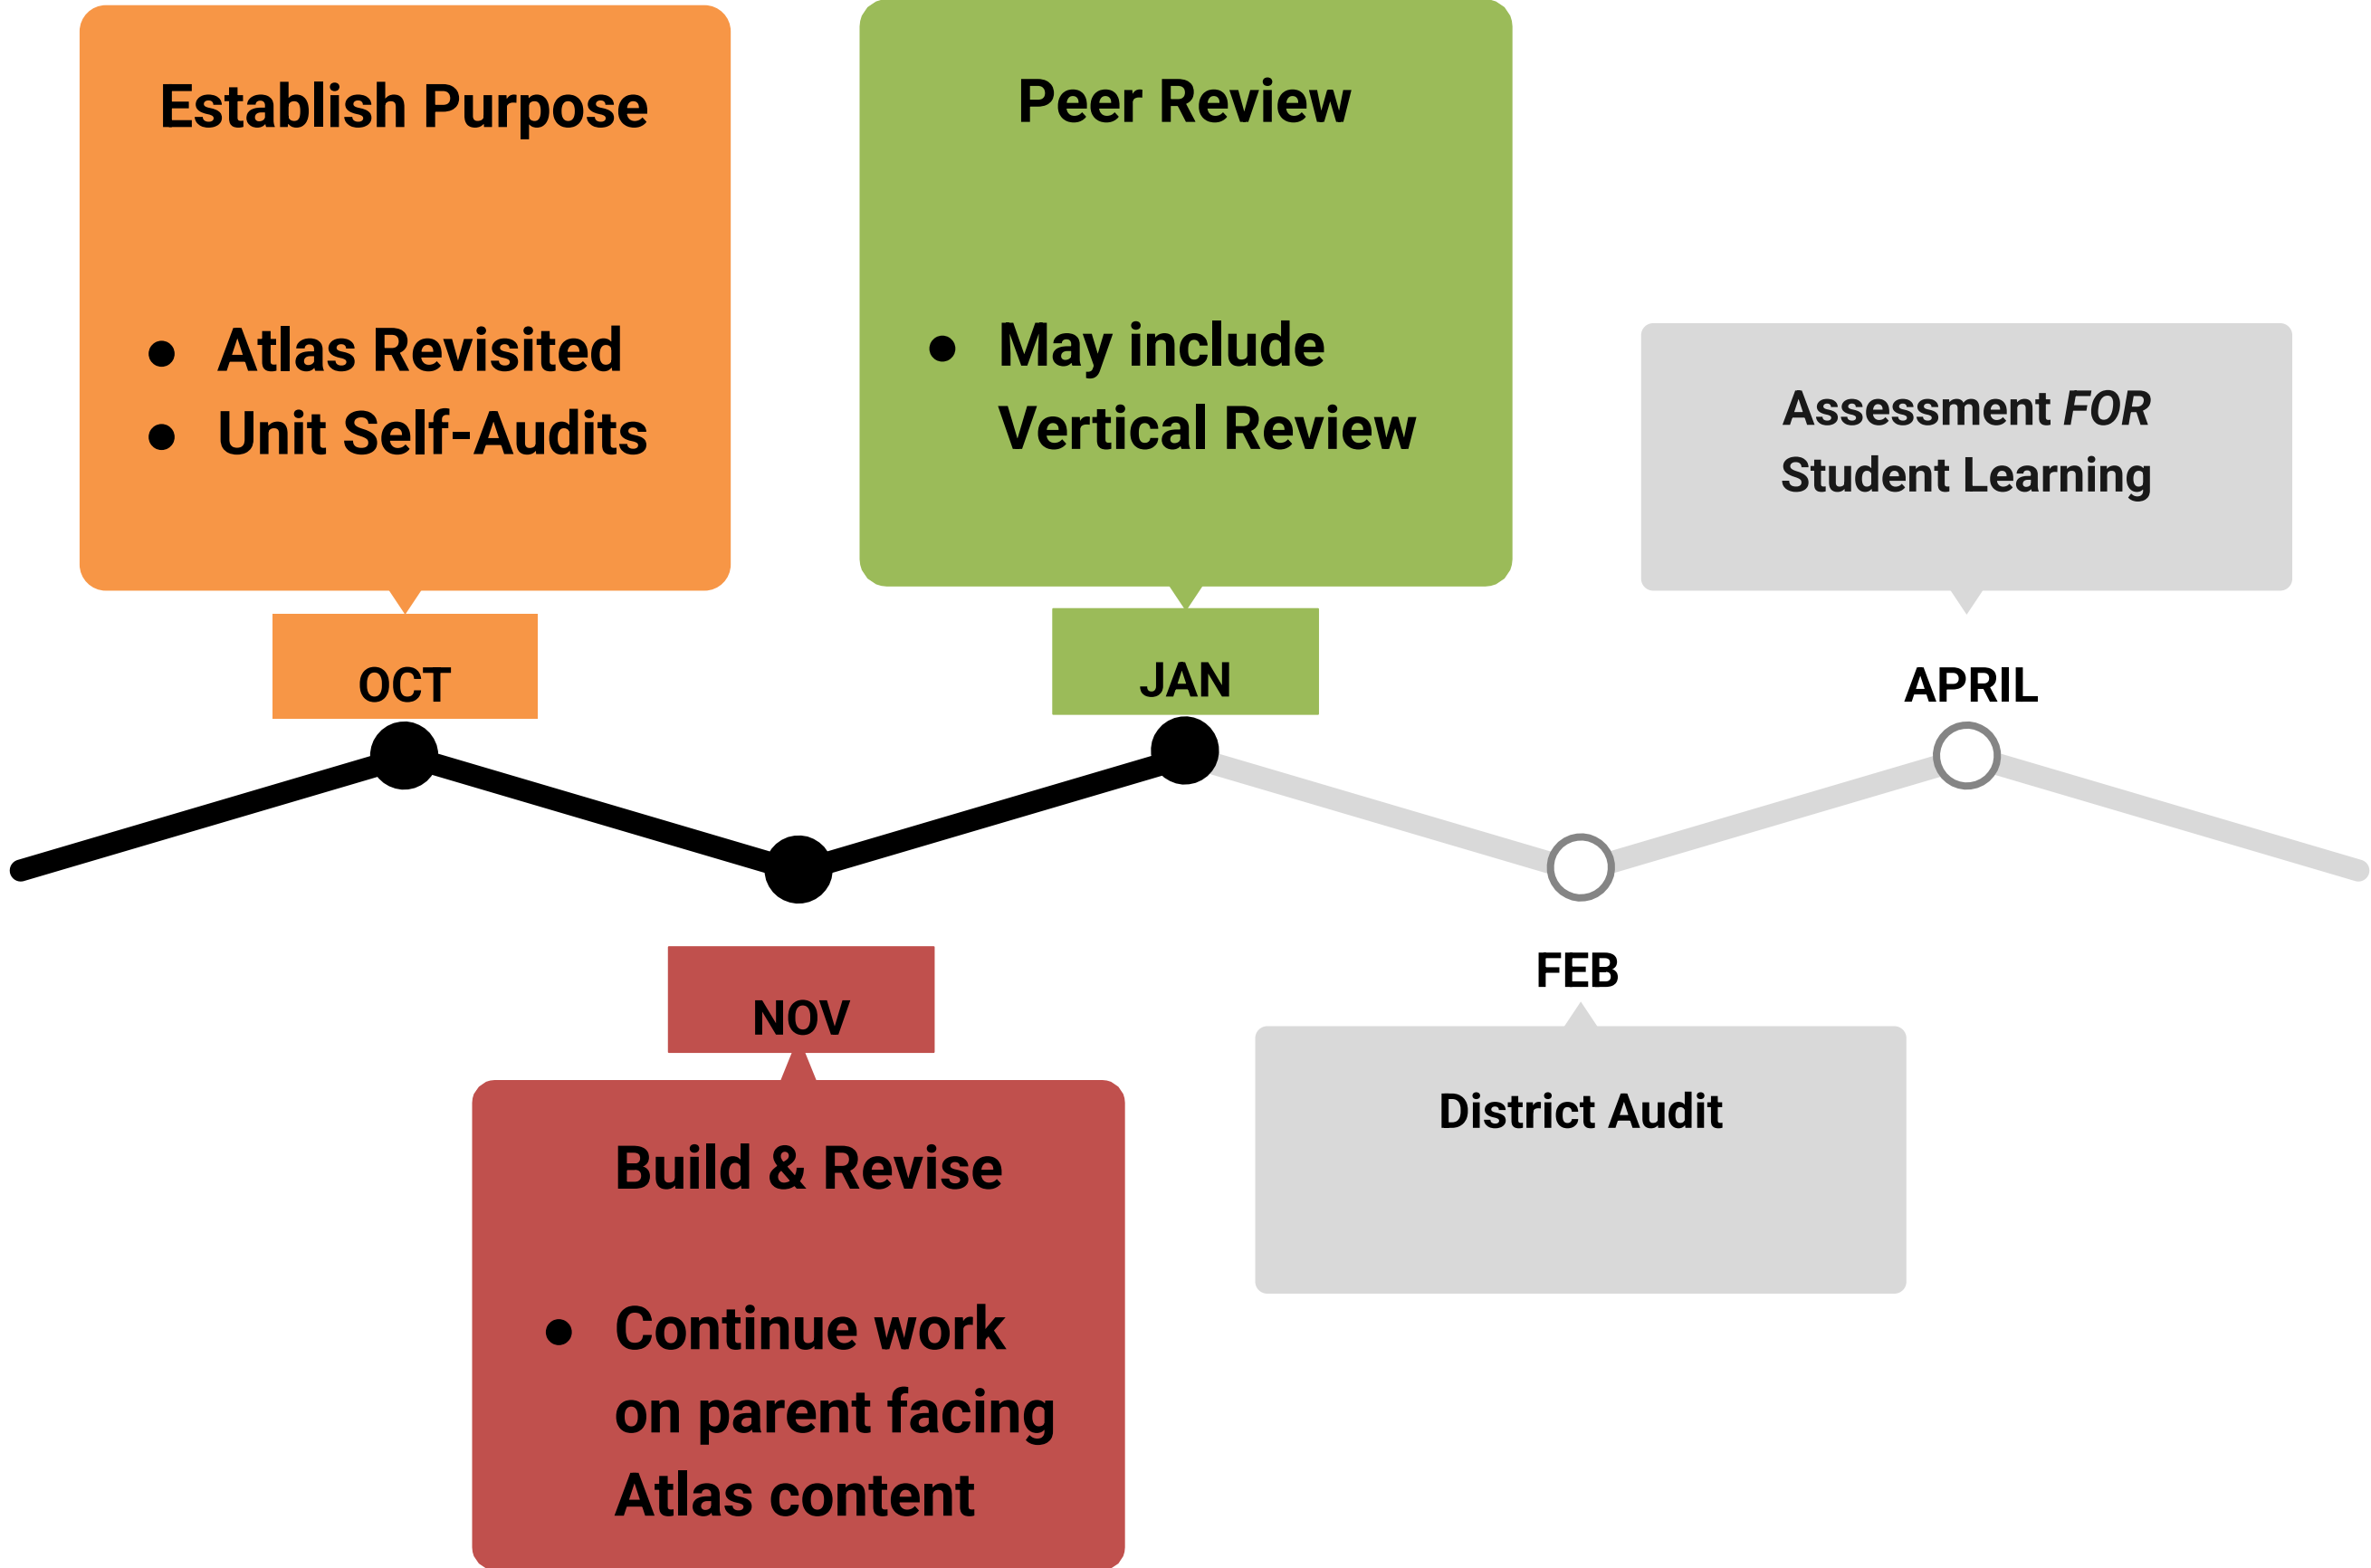 Establish Purpose
● Atlas Revisited
● Unit Self-Audits
OCT
NOV
Build & Revise
● Continue work
on parent facing
Atlas content
Peer Review
● May include
Vertical Review
JAN
FEB
District Audit
Assessment FOR
Student Learning
APRIL